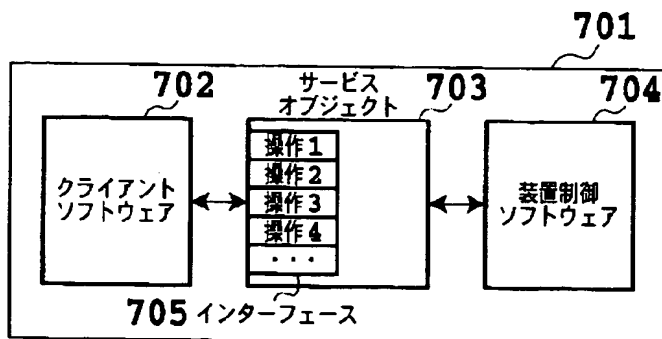 701
702
サービス
オブジェクト
703
704
クライアント
ソフトウェア
操作1
操作2
操作3
操作4
・・・
装置制御
ソフトウェア
705 インターフェース